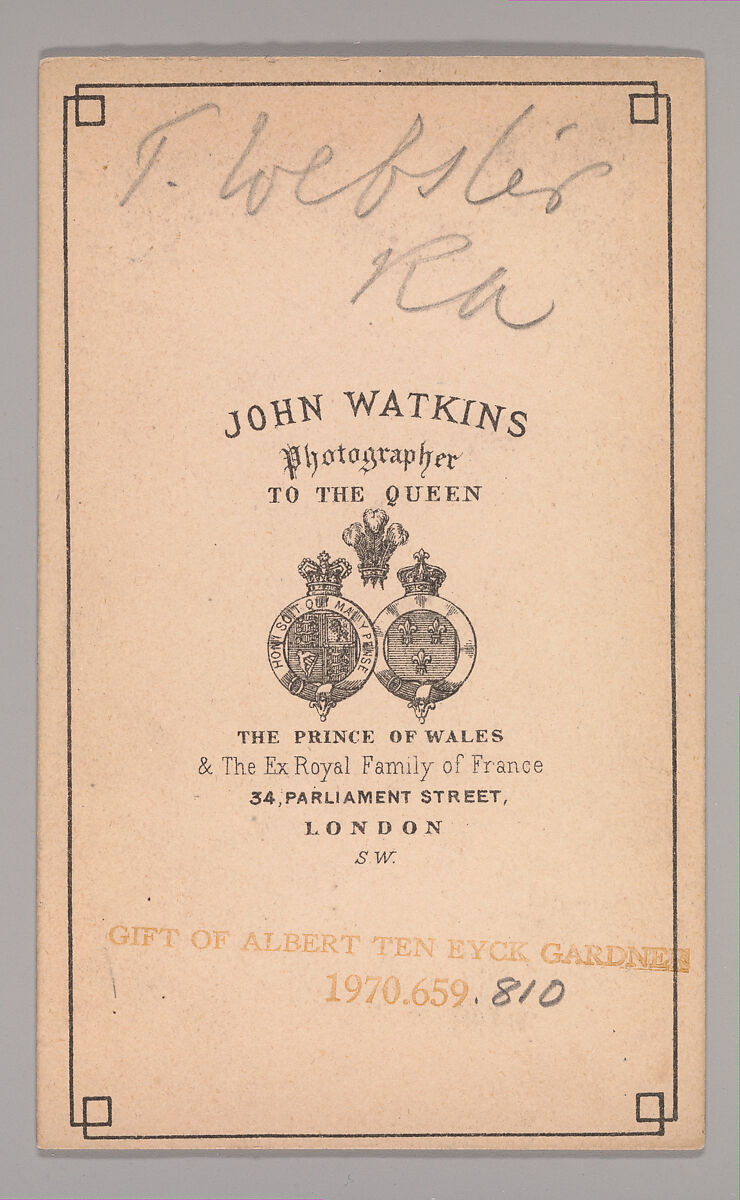 T. Webster
Ra
JOHN WATKINS
Photographer
TO THE QUEEN
HONI SOIT QUI MAL Y PENSE
THE PRINCE OF WALES
& The Ex Royal Family of France
34, PARLIAMENT STREET,
LONDON
S.W.
GIFT OF ALBERT TEN EYCK GARDNER
1970.659.810